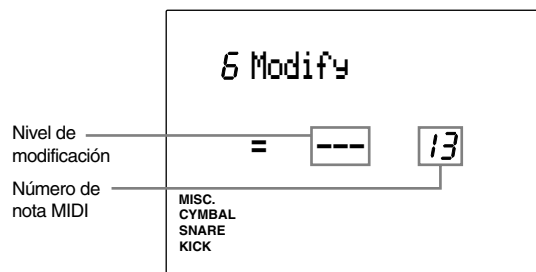 6 Modify
Nivel de
modificación
= --- 13
Número de
nota MIDI
MISC.
CYMBAL
SNARE
KICK